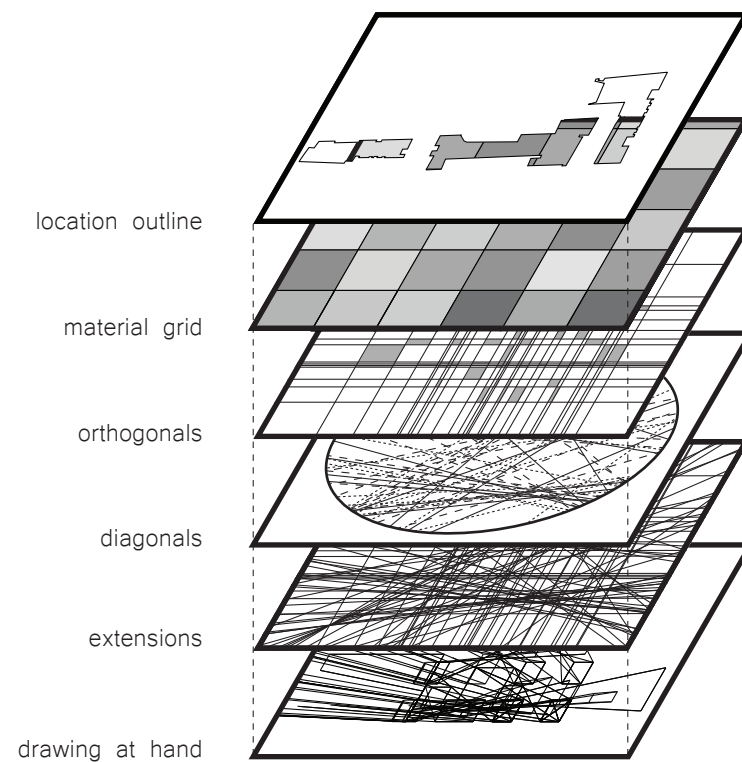 location outline
material grid
orthogonals
diagonals
extensions
drawing at hand